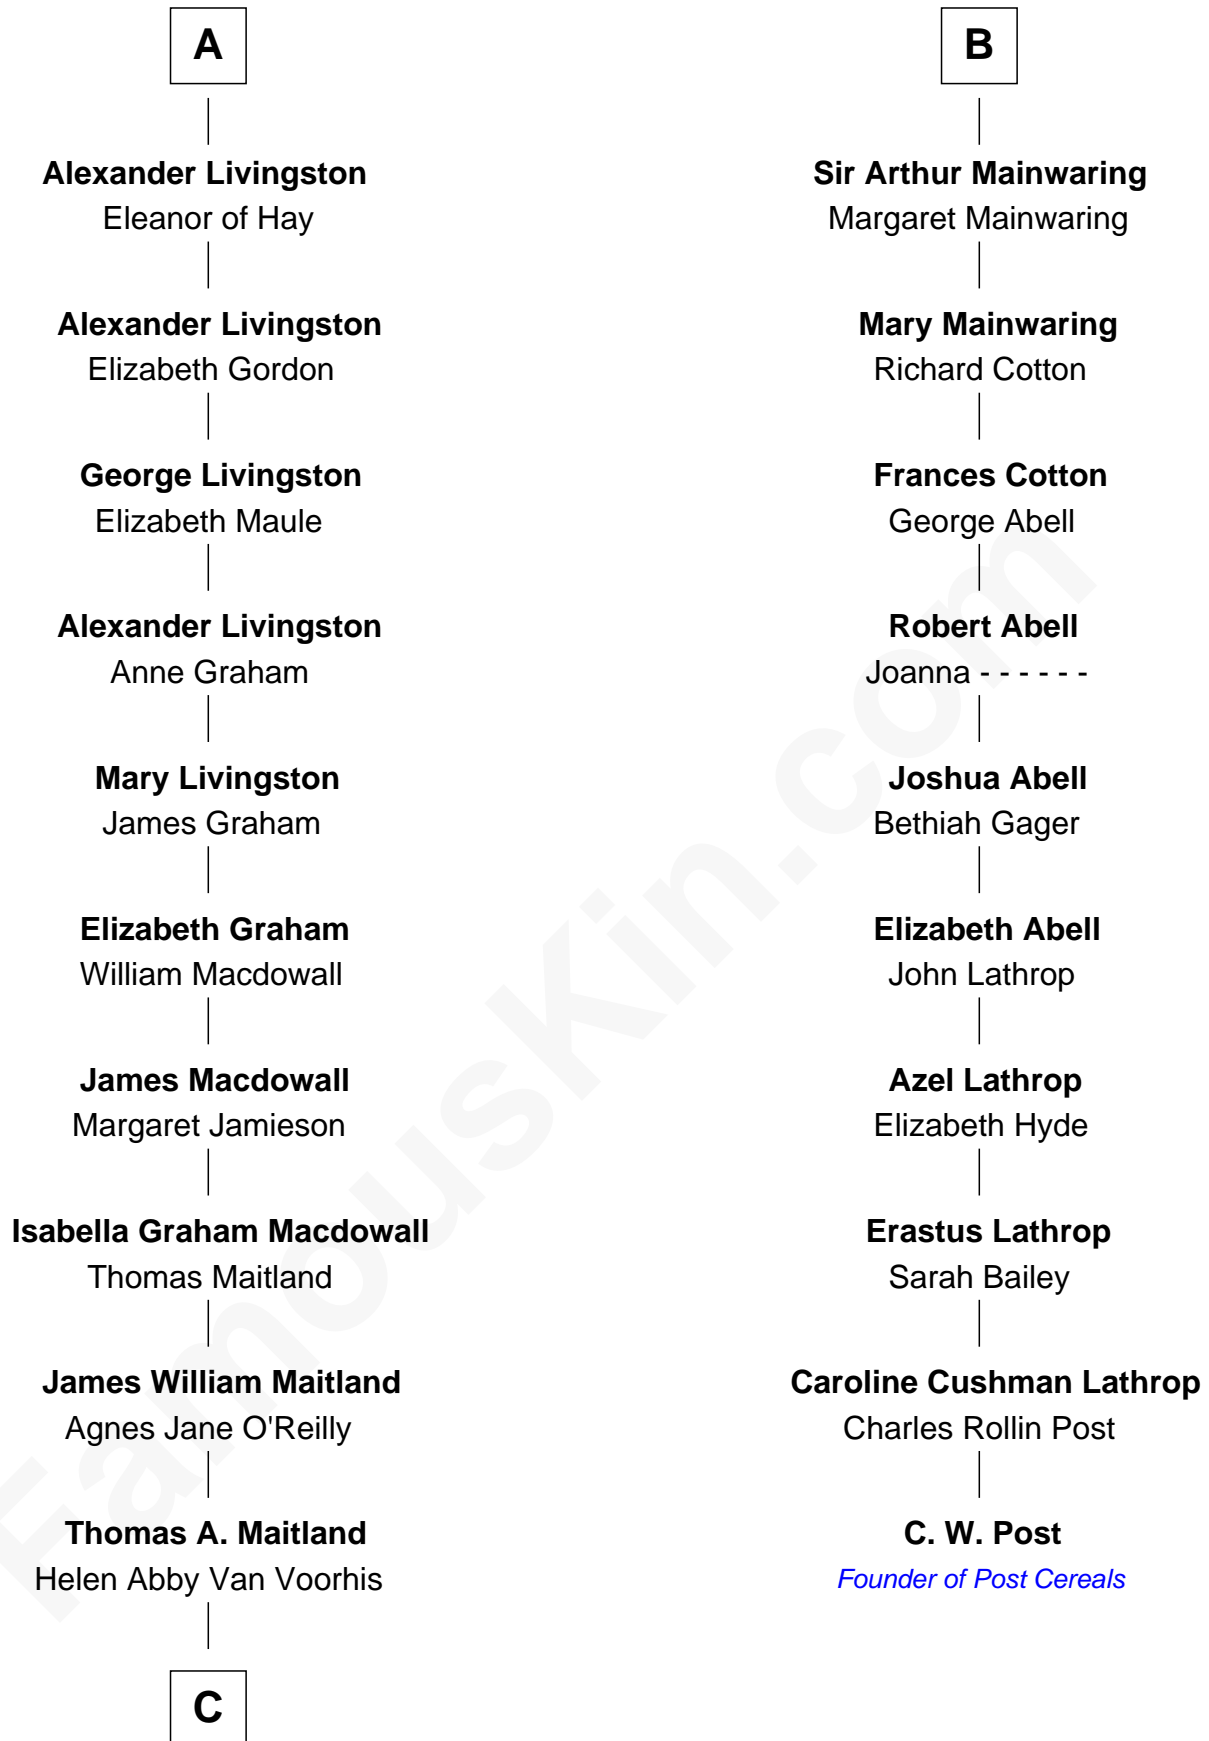 A
Alexander Livingston
Eleanor of Hay
Alexander Livingston
Elizabeth Gordon
George Livingston
Elizabeth Maule
Alexander Livingston
Anne Graham
Mary Livingston
James Graham
Elizabeth Graham
William Macdowall
James Macdowall
Margaret Jamieson
Isabella Graham Macdowall
Thomas Maitland
James William Maitland
Agnes Jane O'Reilly
Thomas A. Maitland
Helen Abby Van Voorhis
C
B
Sir Arthur Mainwaring
Margaret Mainwaring
Mary Mainwaring
Richard Cotton
Frances Cotton
George Abell
Robert Abell
Joanna - - - - - -
Joshua Abell
Bethiah Gager
Elizabeth Abell
John Lathrop
Azel Lathrop
Elizabeth Hyde
Erastus Lathrop
Sarah Bailey
Caroline Cushman Lathrop
Charles Rollin Post
C. W. Post
Founder of Post Cereals
FamousKin.com